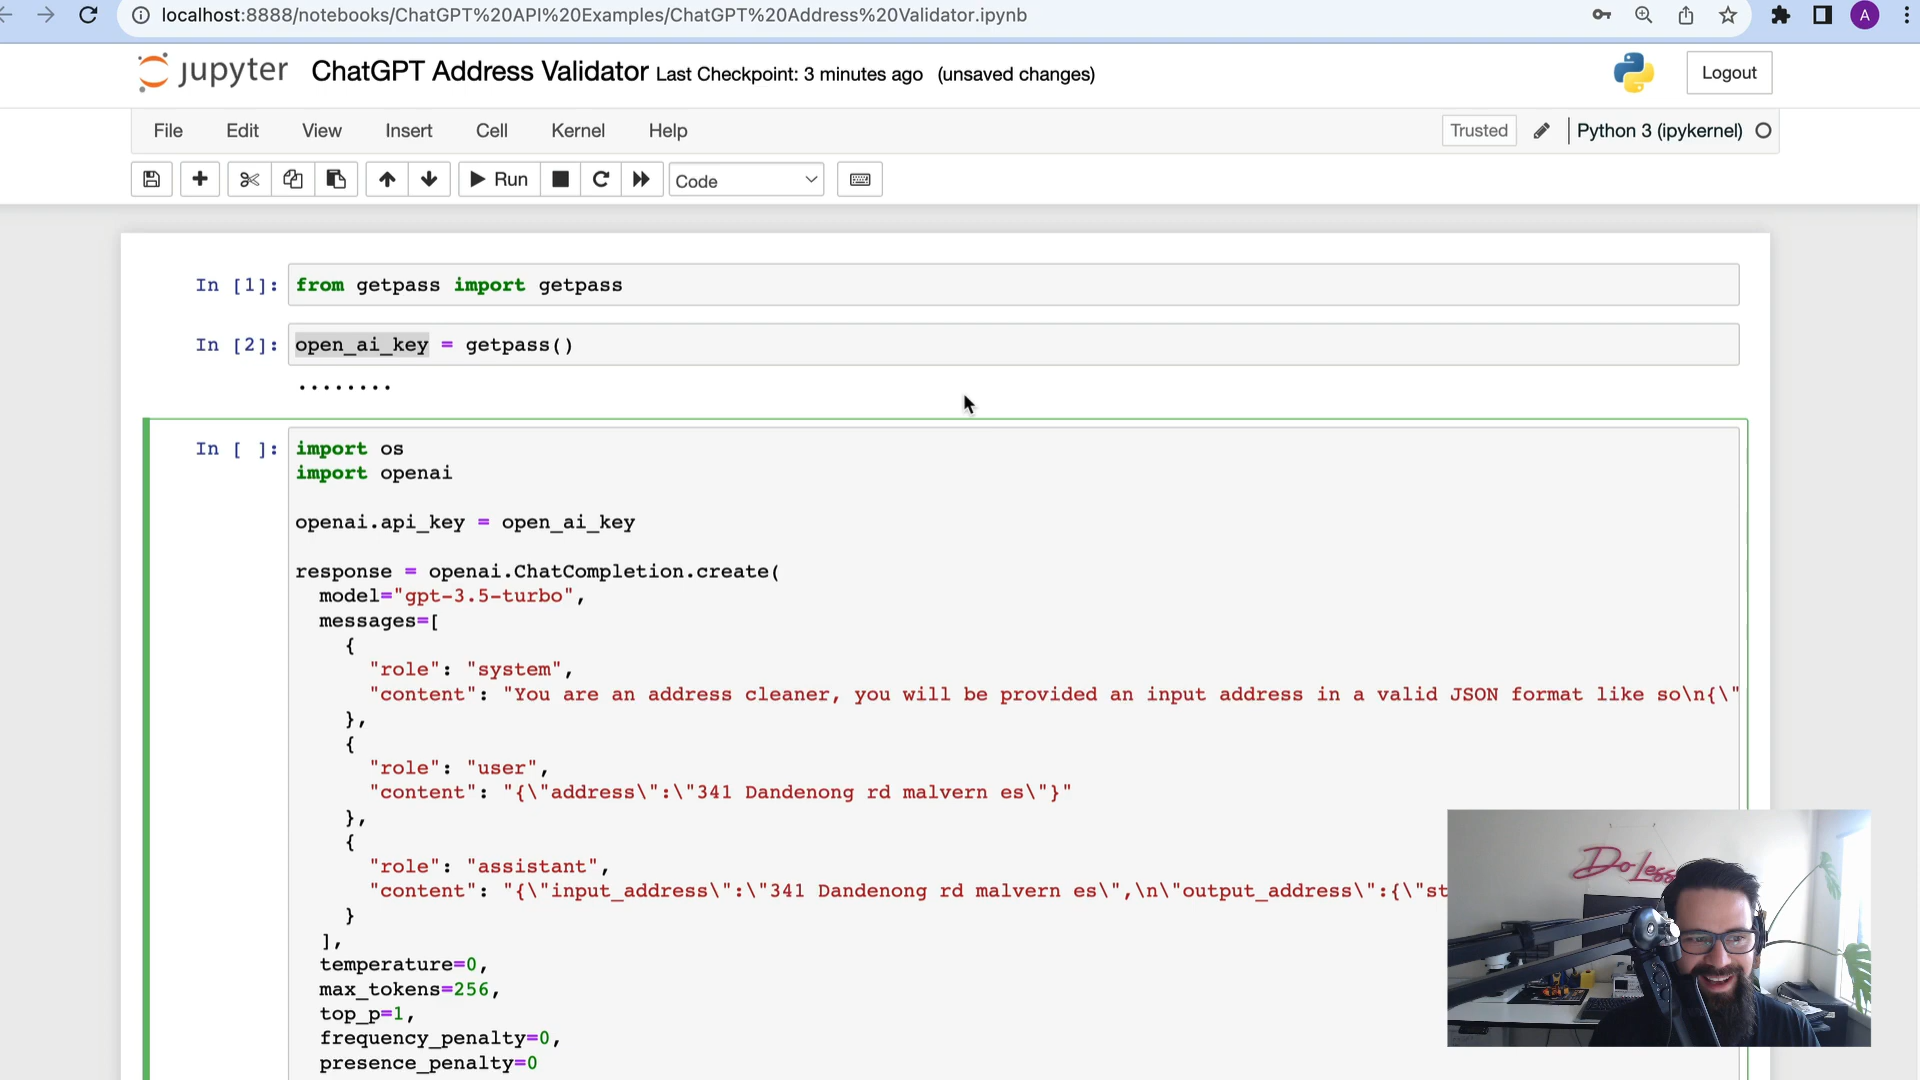 localhost:8888/notebooks/ChatGPT%20API%20Examples/ChatGPT%20Address%20Validator.ipynb
A
jupyter ChatGPT Address Validator Last Checkpoint: 3 minutes ago (unsaved changes)
Logout
File Edit View Insert Cell Kernel Help
Trusted Python 3 (ipykernel)
Run Code
In [1]: from getpass import getpass
In [2]: open_ai_key = getpass()
········
In [ ]: import os
import openai
openai.api_key = open_ai_key
response = openai.ChatCompletion.create(
model="gpt-3.5-turbo",
messages=[
{
"role": "system",
"content": "You are an address cleaner, you will be provided an input address in a valid JSON format like so\n{\"
},
{
"role": "user",
"content": "{\"address\":\"341 Dandenong rd malvern es\"}"
},
{
"role": "assistant",
"content": "{\"input_address\":\"341 Dandenong rd malvern es\",\n\"output_address\":{\"st
}
],
temperature=0,
max_tokens=256,
top_p=1,
frequency_penalty=0,
presence_penalty=0
Do Less